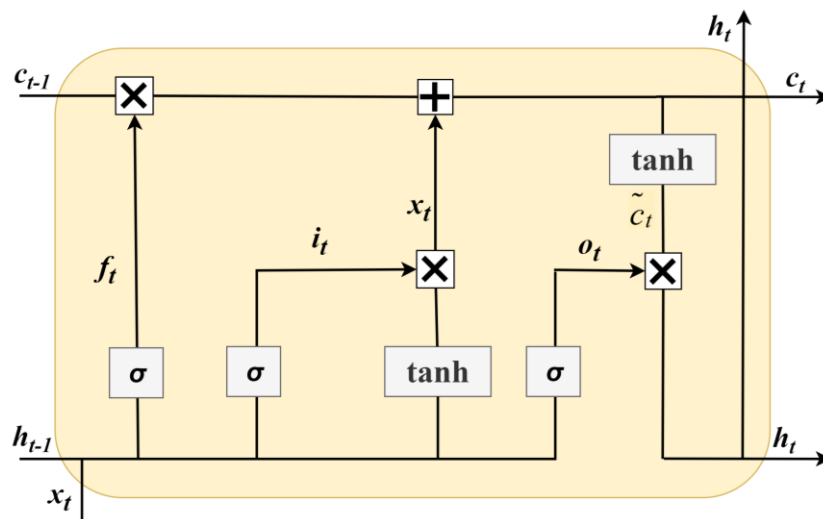 h_t
c_{t-1} × + c_t
tanh
x_t c̃_t
i_t o_t
f_t × ×
σ σ tanh σ
h_{t-1} h_t
x_t